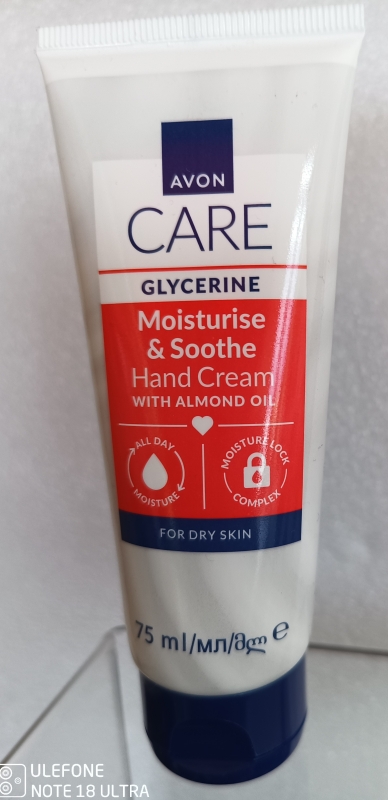 AVON
CARE
GLYCERINE
Moisturise
& Soothe
Hand Cream
WITH ALMOND OIL
ALL DAY
MOISTURE
MOISTURE LOCK
COMPLEX
FOR DRY SKIN
75 ml/мл/მლ ℮
ULEFONE
NOTE 18 ULTRA